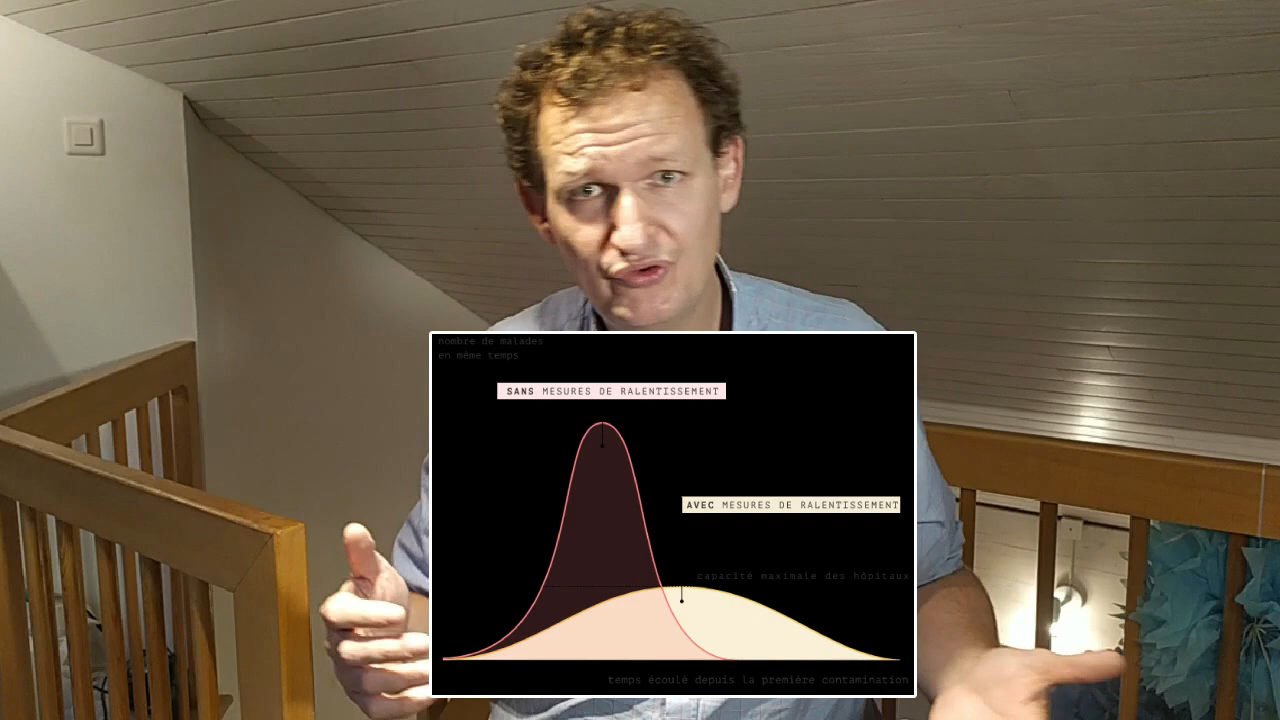 nombre de malades
en même temps
SANS MESURES DE RALENTISSEMENT
AVEC MESURES DE RALENTISSEMENT
capacité maximale des hôpitaux
temps écoulé depuis la première contamination